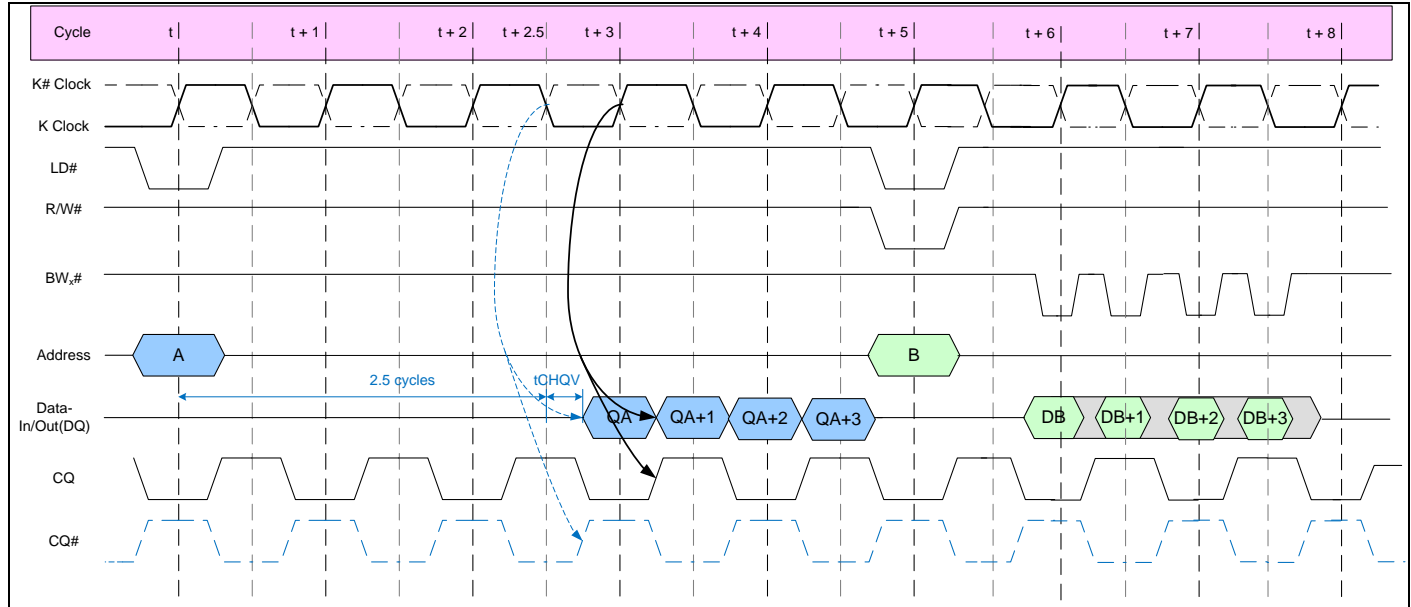 Cycle t t + 1 t + 2 t + 2.5 t + 3 t + 4 t + 5 t + 6 t + 7 t + 8
K# Clock
K Clock
LD#
R/W#
BWx#
Address A B
2.5 cycles tCHQV
Data-
In/Out(DQ) QA QA+1 QA+2 QA+3 DB DB+1 DB+2 DB+3
CQ
CQ#